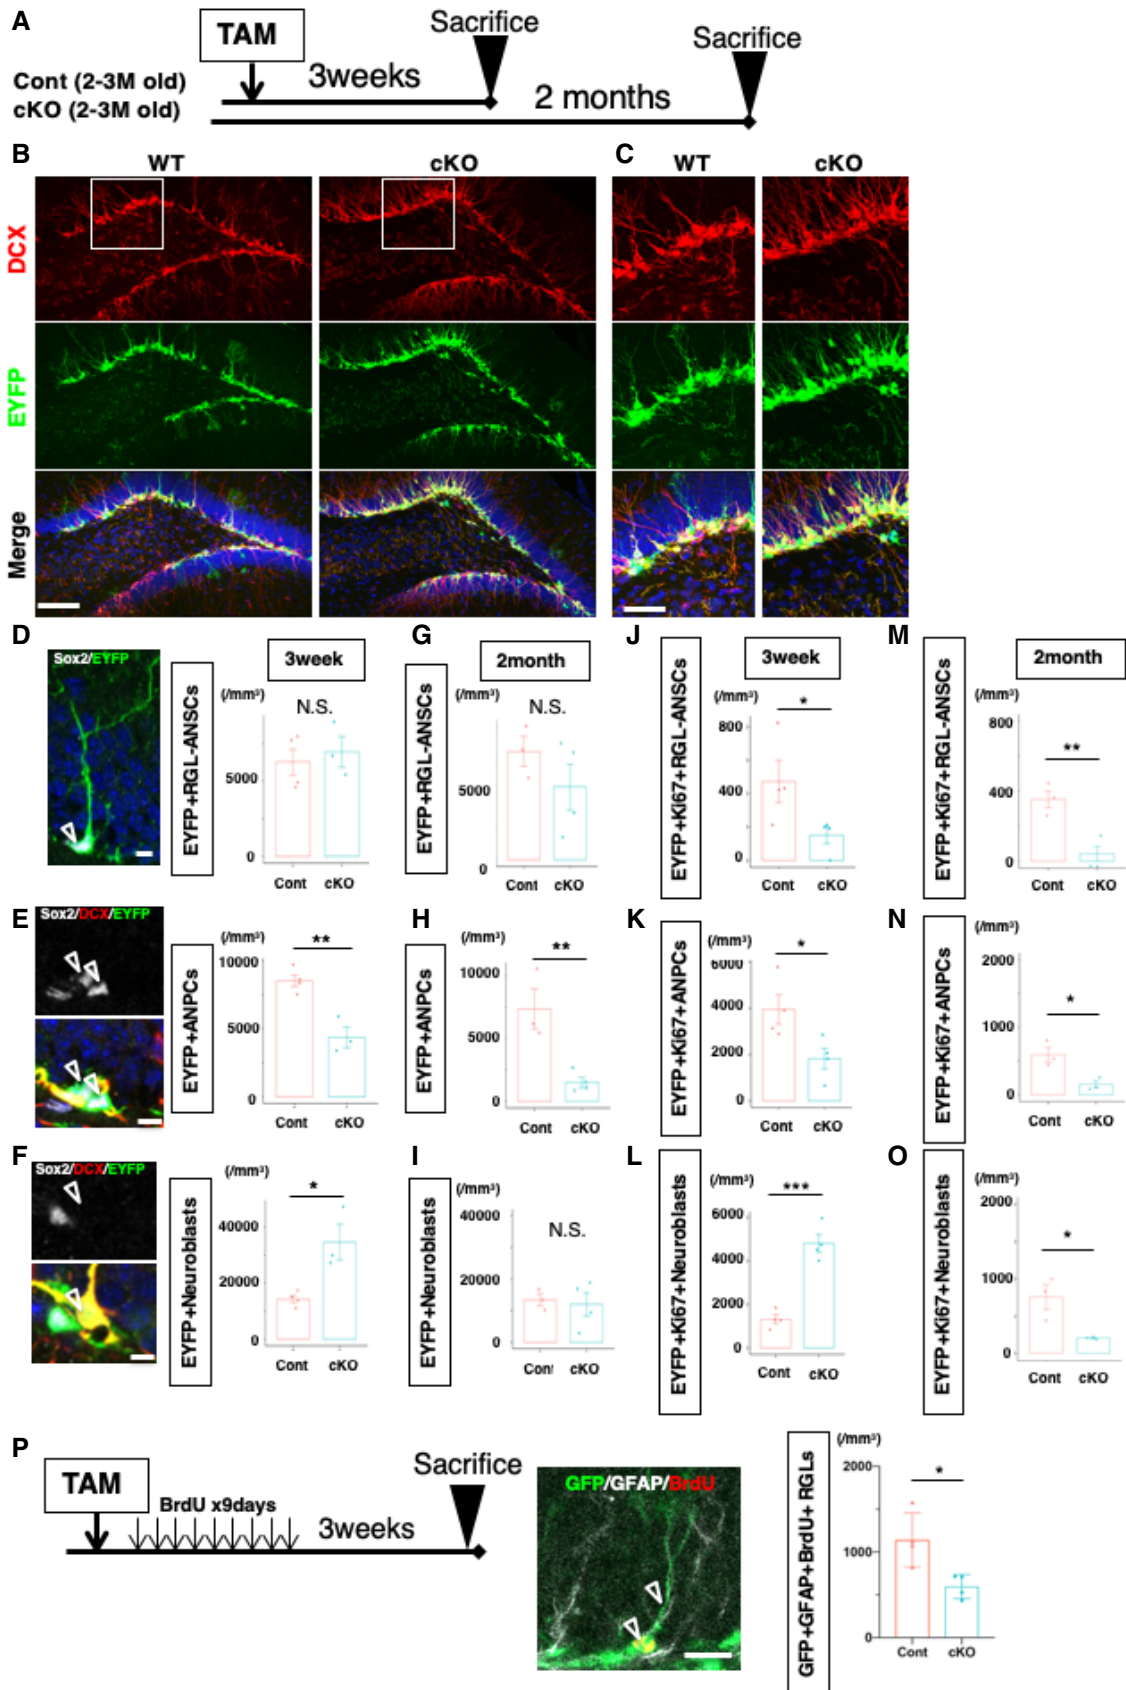 A
TAM
Sacrifice
Sacrifice
Cont (2-3M old)
cKO (2-3M old)
3weeks
2 months
B
WT
cKO
C
WT
cKO
DCX
EYFP
Merge
D
Sox2/EYFP
EYFP+RGL-ANSCs
3week
(/mm³)
N.S.
5000
0
Cont
cKO
G
EYFP+RGL-ANSCs
2month
(/mm³)
N.S.
5000
0
Cont
cKO
J
EYFP+Ki67+RGL-ANSCs
3week
(/mm³)
*
800
400
0
Cont
cKO
M
EYFP+Ki67+RGL-ANSCs
2month
(/mm³)
**
800
400
0
Cont
cKO
E
Sox2/DCX/EYFP
EYFP+ANPCs
(/mm³)
**
10000
5000
0
Cont
cKO
H
EYFP+ANPCs
(/mm³)
**
10000
5000
0
Cont
cKO
K
EYFP+Ki67+ANPCs
(/mm³)
*
6000
4000
2000
0
Cont
cKO
N
EYFP+Ki67+ANPCs
(/mm³)
*
2000
1000
0
Cont
cKO
F
Sox2/DCX/EYFP
EYFP+Neuroblasts
(/mm³)
*
40000
20000
0
Cont
cKO
I
EYFP+Neuroblasts
(/mm³)
N.S.
40000
20000
0
Cont
cKO
L
EYFP+Ki67+Neuroblasts
(/mm³)
***
6000
4000
2000
0
Cont
cKO
O
EYFP+Ki67+Neuroblasts
(/mm³)
*
2000
1000
0
Cont
cKO
P
TAM
BrdU x9days
3weeks
Sacrifice
GFP/GFAP/BrdU
GFP+GFAP+BrdU+ RGLs
(/mm³)
*
2000
1000
0
Cont
cKO